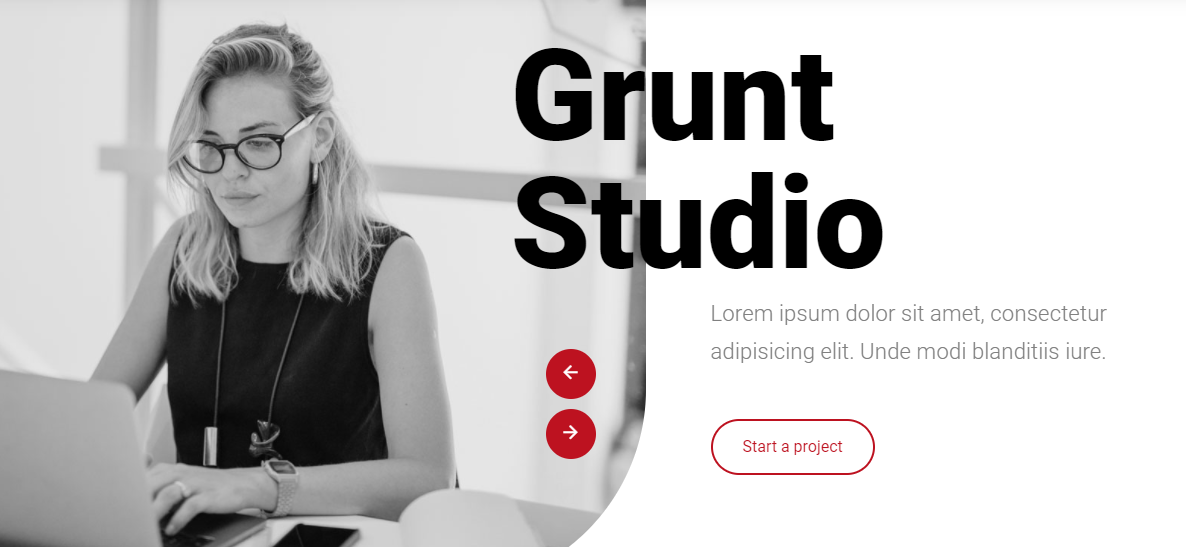 Grunt
Studio
Lorem ipsum dolor sit amet, consectetur
adipisicing elit. Unde modi blanditiis iure.
Start a project